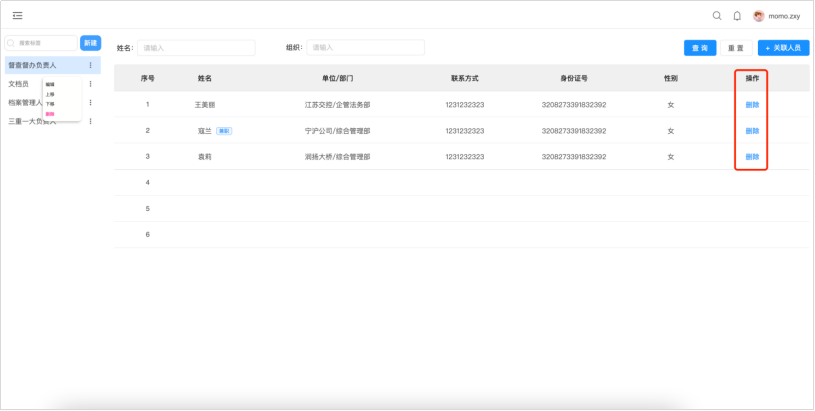 momo.zxy
搜索标签 新建
姓名: 请输入 组织: 请输入 查询 重置 + 关联人员
督查督办负责人
文档员
档案管理人
三重一大负责人
编辑
上移
下移
删除
序号 姓名 单位/部门 联系方式 身份证号 性别 操作
1 王美丽 江苏交控/企管法务部 1231232323 3208273391832392 女 删除
2 寇兰 兼职 宁沪公司/综合管理部 1231232323 3208273391832392 女 删除
3 袁莉 润扬大桥/综合管理部 1231232323 3208273391832392 女 删除
4
5
6